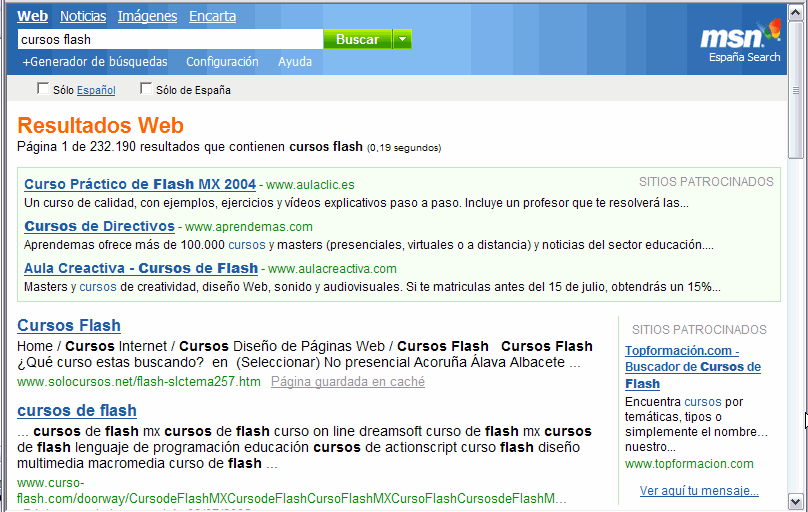 Web Noticias Imágenes Encarta
cursos flash Buscar
+Generador de búsquedas Configuración Ayuda
msn
España Search
Sólo Español Sólo de España
Resultados Web
Página 1 de 232.190 resultados que contienen cursos flash (0,19 segundos)
SITIOS PATROCINADOS
Curso Práctico de Flash MX 2004 - www.aulaclic.es
Un curso de calidad, con ejemplos, ejercicios y vídeos explicativos paso a paso. Incluye un profesor que te resolverá las...
Cursos de Directivos - www.aprendemas.com
Aprendemas ofrece más de 100.000 cursos y masters (presenciales, virtuales o a distancia) y noticias del sector educación....
Aula Creactiva - Cursos de Flash - www.aulacreactiva.com
Masters y cursos de creatividad, diseño Web, sonido y audiovisuales. Si te matriculas antes del 15 de julio, obtendrás un 15%...
Cursos Flash
Home / Cursos Internet / Cursos Diseño de Páginas Web / Cursos Flash Cursos Flash
¿Qué curso estas buscando? en (Seleccionar) No presencial Acoruña Álava Albacete ...
www.solocursos.net/flash-slctema257.htm Página guardada en caché
cursos de flash
... cursos de flash mx cursos de flash curso on line dreamsoft curso de flash mx cursos
de flash lenguaje de programación educación cursos de actionscript curso flash diseño
multimedia macromedia curso de flash ...
www.curso-
flash.com/doorway/CursodeFlashMXCursodeFlashCursoFlashMXCursoFlashCursosdeFlashM...
SITIOS PATROCINADOS
Topformación.com -
Buscador de Cursos de
Flash
Encuentra cursos por
temáticas, tipos o
simplemente el nombre...
nuestro...
www.topformacion.com
Ver aquí tu mensaje...